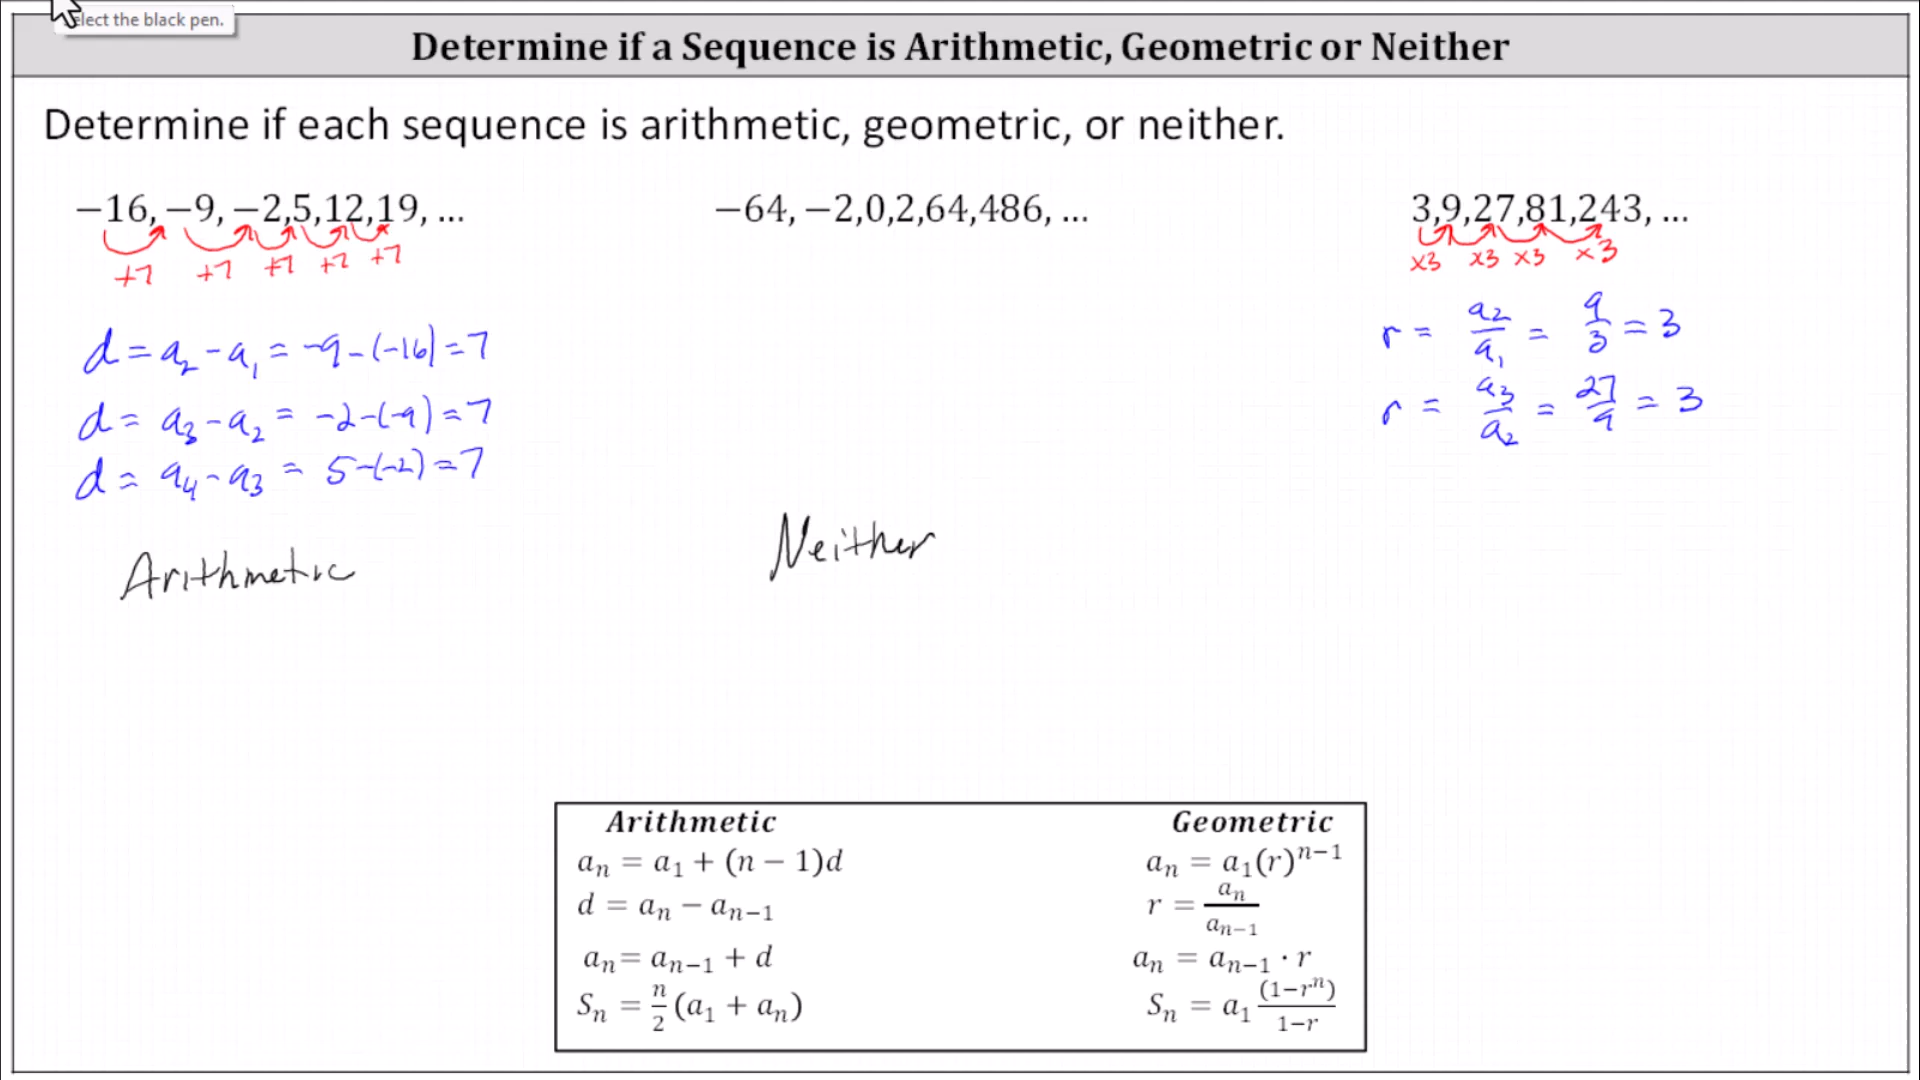 elect the black pen.
Determine if a Sequence is Arithmetic, Geometric or Neither
Determine if each sequence is arithmetic, geometric, or neither.
−16, −9, −2,5,12,19, ...
+7 +7 +7 +7 +7
d = a₂ - a₁ = -9 - (-16) = 7
d = a₃ - a₂ = -2 - (-9) = 7
d = a₄ - a₃ = 5 - (-2) = 7
Arithmetic
−64, −2,0,2,64,486, ...
Neither
3,9,27,81,243, ...
x3 x3 x3 x3
r = a₂/a₁ = 9/3 = 3
r = a₃/a₂ = 27/9 = 3
Arithmetic
aₙ = a₁ + (n − 1)d
d = aₙ − aₙ₋₁
aₙ= aₙ₋₁ + d
Sₙ = n/2 (a₁ + aₙ)
Geometric
aₙ = a₁(r)ⁿ⁻¹
r = aₙ/aₙ₋₁
aₙ = aₙ₋₁ · r
Sₙ = a₁ (1−rⁿ)/1−r